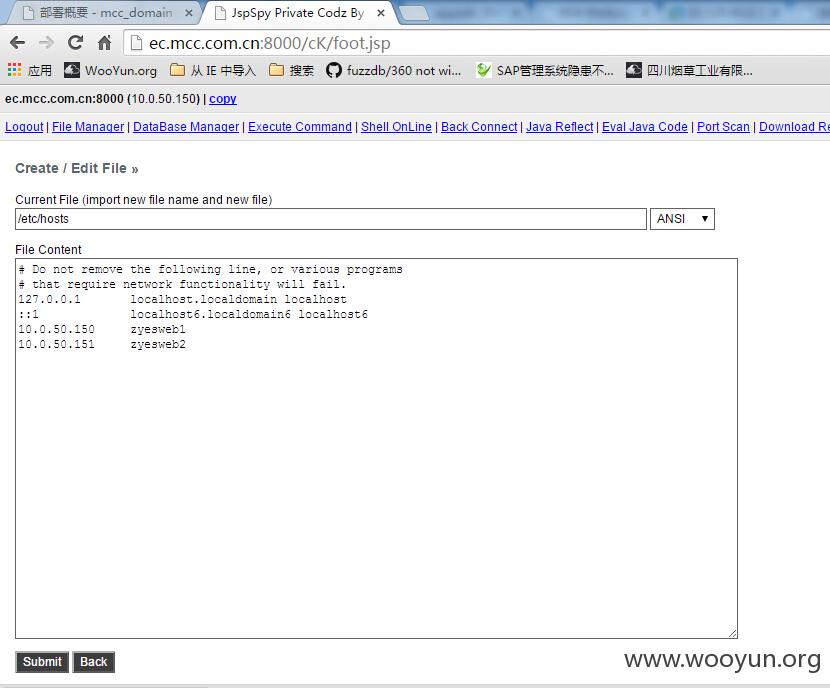 部署概要 - mcc_domain
JspSpy Private Codz By
ec.mcc.com.cn:8000/cK/foot.jsp
应用 WooYun.org 从 IE 中导入 搜索 fuzzdb/360 not wi... SAP管理系统隐患不... 四川烟草工业有限...
ec.mcc.com.cn:8000 (10.0.50.150) | copy
Logout | File Manager | DataBase Manager | Execute Command | Shell OnLine | Back Connect | Java Reflect | Eval Java Code | Port Scan | Download Re
Create / Edit File »
Current File (import new file name and new file)
/etc/hosts ANSI
File Content
# Do not remove the following line, or various programs
# that require network functionality will fail.
127.0.0.1 localhost.localdomain localhost
::1 localhost6.localdomain6 localhost6
10.0.50.150 zyesweb1
10.0.50.151 zyesweb2
Submit Back
www.wooyun.org